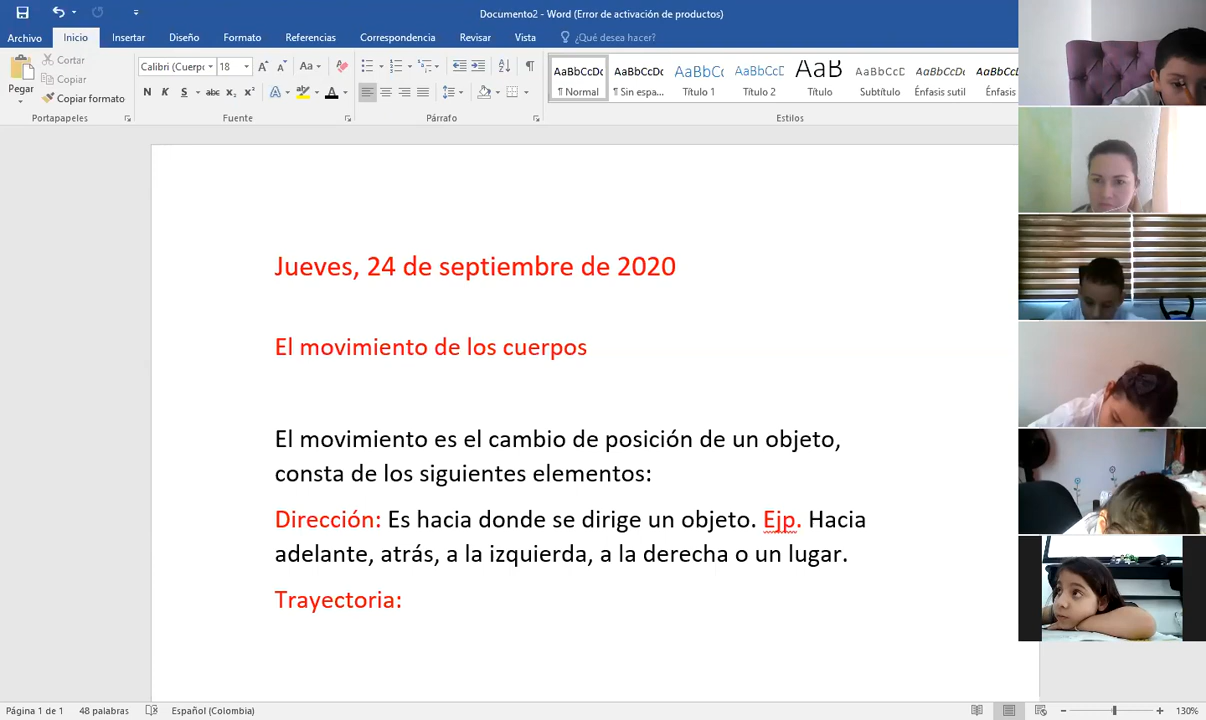 Documento2 - Word (Error de activación de productos)
Archivo Inicio Insertar Diseño Formato Referencias Correspondencia Revisar Vista ¿Qué desea hacer?
Pegar
Cortar
Copiar
Copiar formato
Portapapeles
Calibri (Cuerpo 18
N K S abc x₂ x²
Fuente
Párrafo
AaBbCcDc AaBbCcDc AaBbCc AaBbCcD AaB AaBbCcD AaBbCcDc AaBbCcDc
¶ Normal ¶ Sin espa... Título 1 Título 2 Título Subtítulo Énfasis sutil Énfasis
Estilos
Jueves, 24 de septiembre de 2020
El movimiento de los cuerpos
El movimiento es el cambio de posición de un objeto,
consta de los siguientes elementos:
Dirección: Es hacia donde se dirige un objeto. Ejp. Hacia
adelante, atrás, a la izquierda, a la derecha o un lugar.
Trayectoria:
Página 1 de 1 48 palabras Español (Colombia) 130%